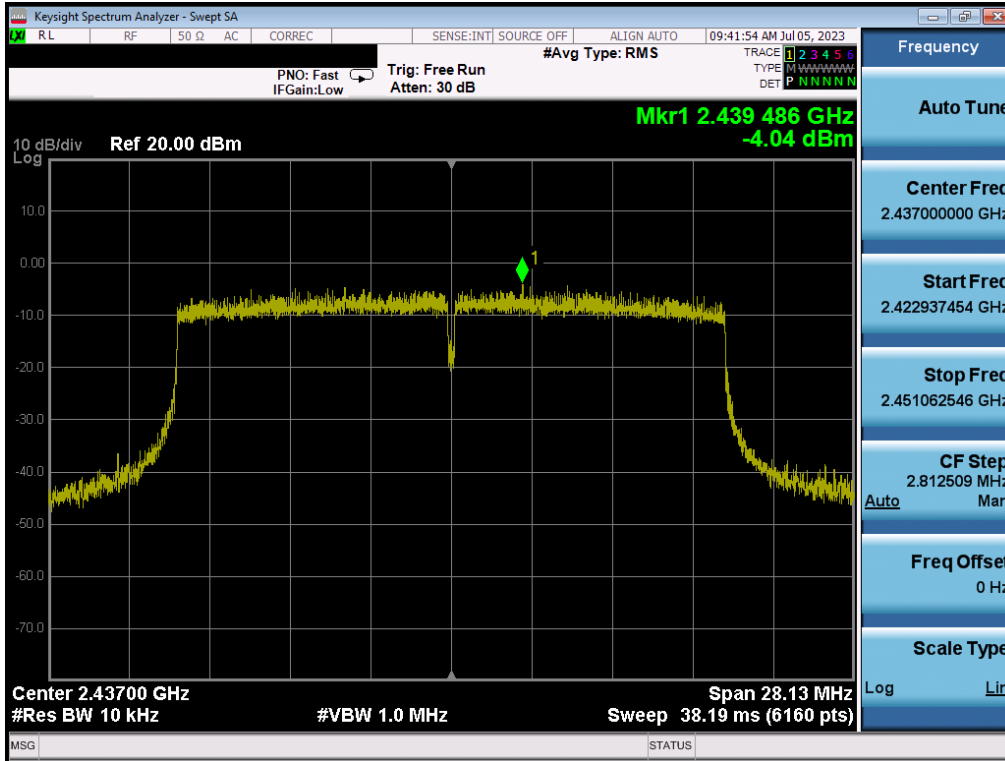 Keysight Spectrum Analyzer - Swept SA
LXI RL RF 50 Ω AC CORREC SENSE:INT SOURCE OFF ALIGN AUTO 09:41:54 AM Jul 05, 2023
#Avg Type: RMS
TRACE 1 2 3 4 5 6
TYPE M WWWWW
DET P N N N N N
PNO: Fast
IFGain:Low
Trig: Free Run
Atten: 30 dB
Frequency
Mkr1 2.439 486 GHz
-4.04 dBm
10 dB/div Ref 20.00 dBm
Log
10.0
0.00
-10.0
-20.0
-30.0
-40.0
-50.0
-60.0
-70.0
1
Center 2.43700 GHz Span 28.13 MHz
#Res BW 10 kHz #VBW 1.0 MHz Sweep 38.19 ms (6160 pts)
MSG STATUS
Auto Tune
Center Freq
2.437000000 GHz
Start Freq
2.422937454 GHz
Stop Freq
2.451062546 GHz
CF Step
2.812509 MHz
Auto Man
Freq Offset
0 Hz
Scale Type
Log Lin